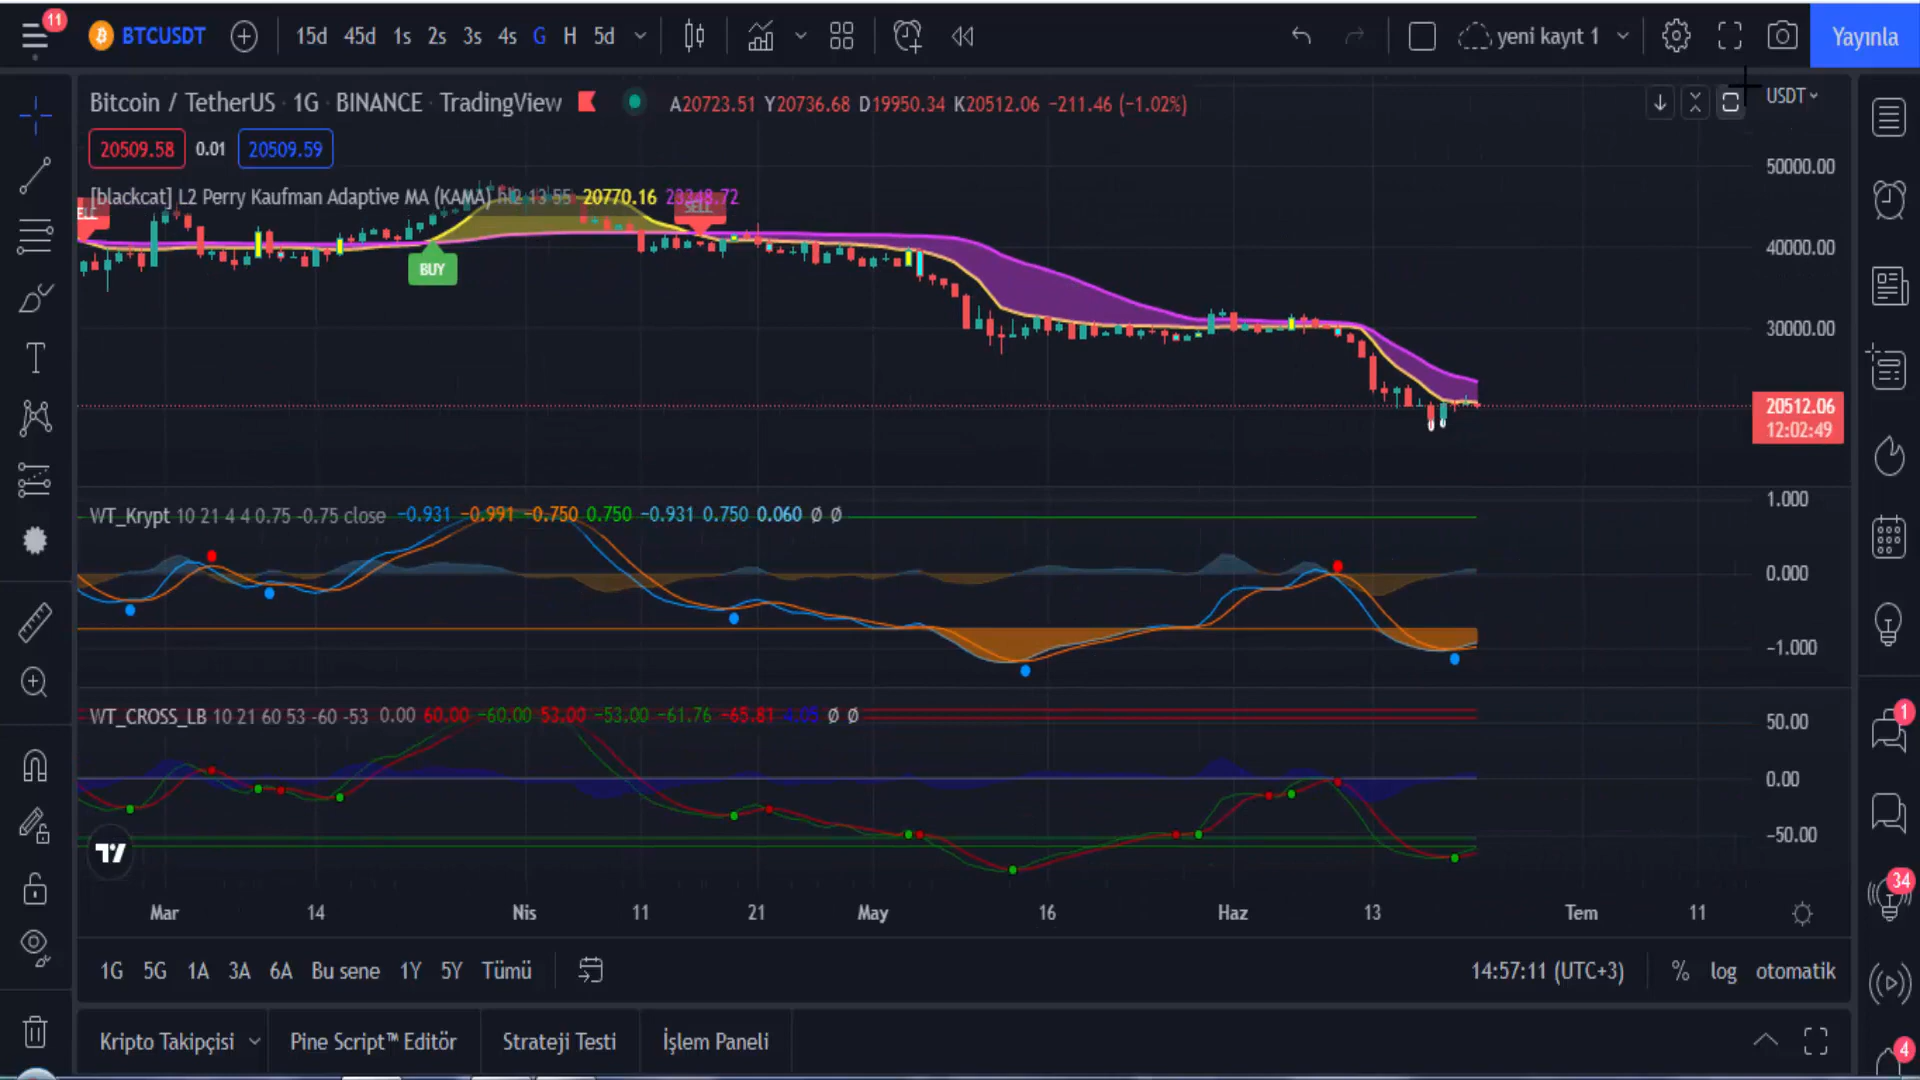 11
BTCUSDT 15d 45d 1s 2s 3s 4s G H 5d yeni kayıt 1 Yayınla
Bitcoin / TetherUS · 1G · BINANCE · TradingView A20723.51 Y20736.68 D19950.34 K20512.06 −211.46 (−1.02%)
USDT
20509.58 0.01 20509.59
[blackcat] L2 Perry Kaufman Adaptive MA (KAMA) hl2 13 55 20770.16 23348.72
SELL
BUY
50000.00
40000.00
30000.00
20512.06
12:02:49
WT_Krypt 10 21 4 4 0.75 -0.75 close −0.931 −0.991 −0.750 0.750 −0.931 0.750 0.060 Ø Ø
1.000
0.000
−1.000
WT_CROSS_LB 10 21 60 53 -60 -53 0.00 60.00 −60.00 53.00 −53.00 −61.76 −65.81 4.05 Ø Ø
50.00
0.00
−50.00
Mar 14 Nis 11 21 May 16 Haz 13 Tem 11
1G 5G 1A 3A 6A Bu sene 1Y 5Y Tümü 14:57:11 (UTC+3) % log otomatik
Kripto Takipçisi Pine Script™ Editör Strateji Testi İşlem Paneli
1
34
4